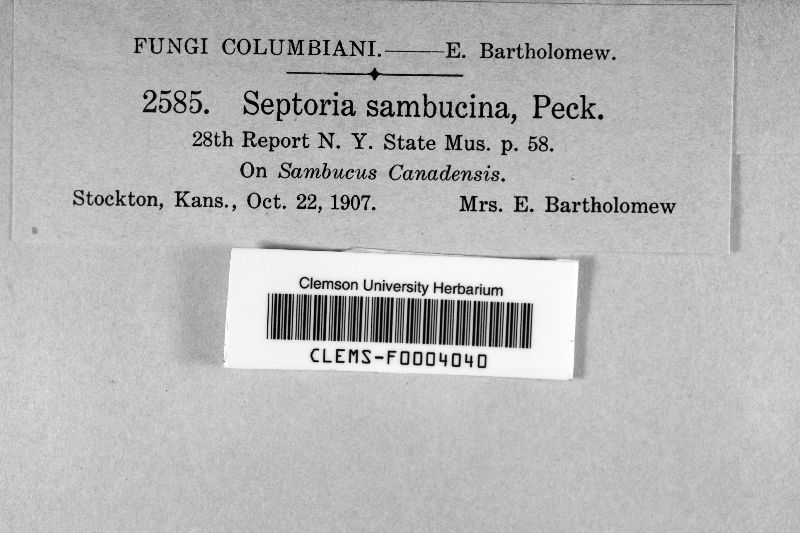 FUNGI COLUMBIANI.——E. Bartholomew.
2585. Septoria sambucina, Peck.
28th Report N. Y. State Mus. p. 58.
On Sambucus Canadensis.
Stockton, Kans., Oct. 22, 1907. Mrs. E. Bartholomew
Clemson University Herbarium
CLEMS-F0004040